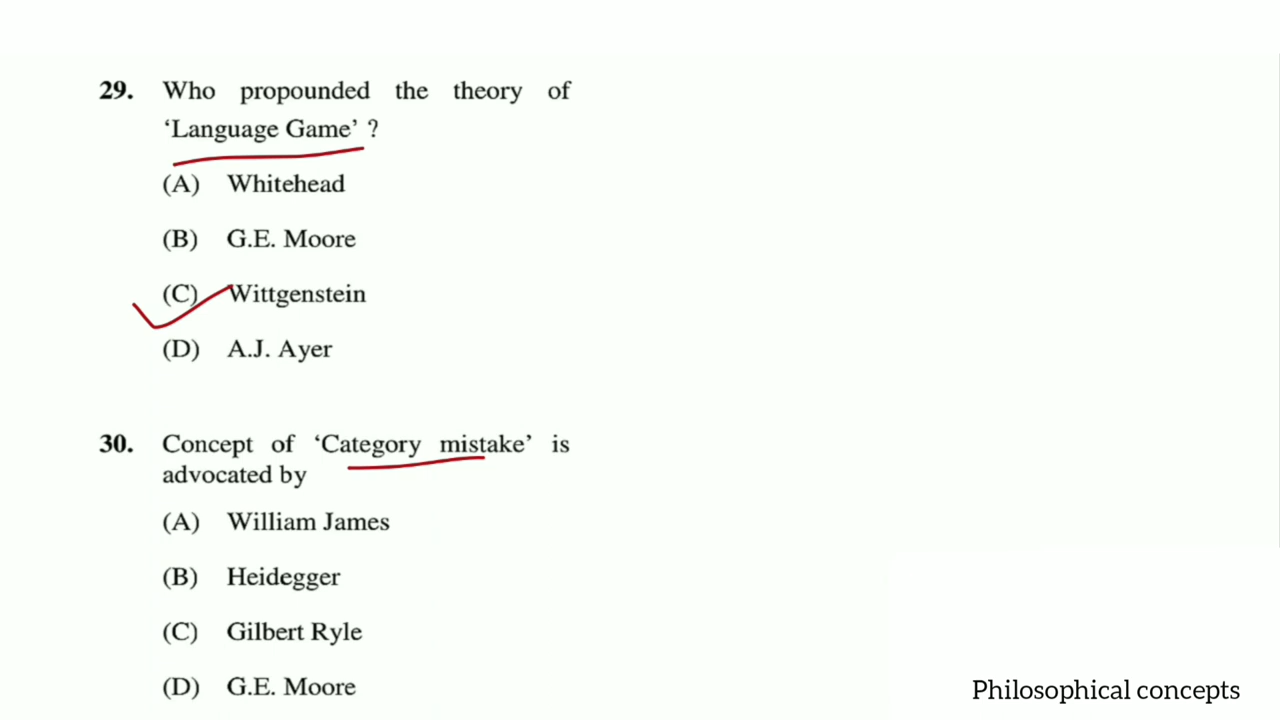 29. Who propounded the theory of
‘Language Game’ ?
(A) Whitehead
(B) G.E. Moore
(C) Wittgenstein
(D) A.J. Ayer
30. Concept of ‘Category mistake’ is
advocated by
(A) William James
(B) Heidegger
(C) Gilbert Ryle
(D) G.E. Moore
Philosophical concepts